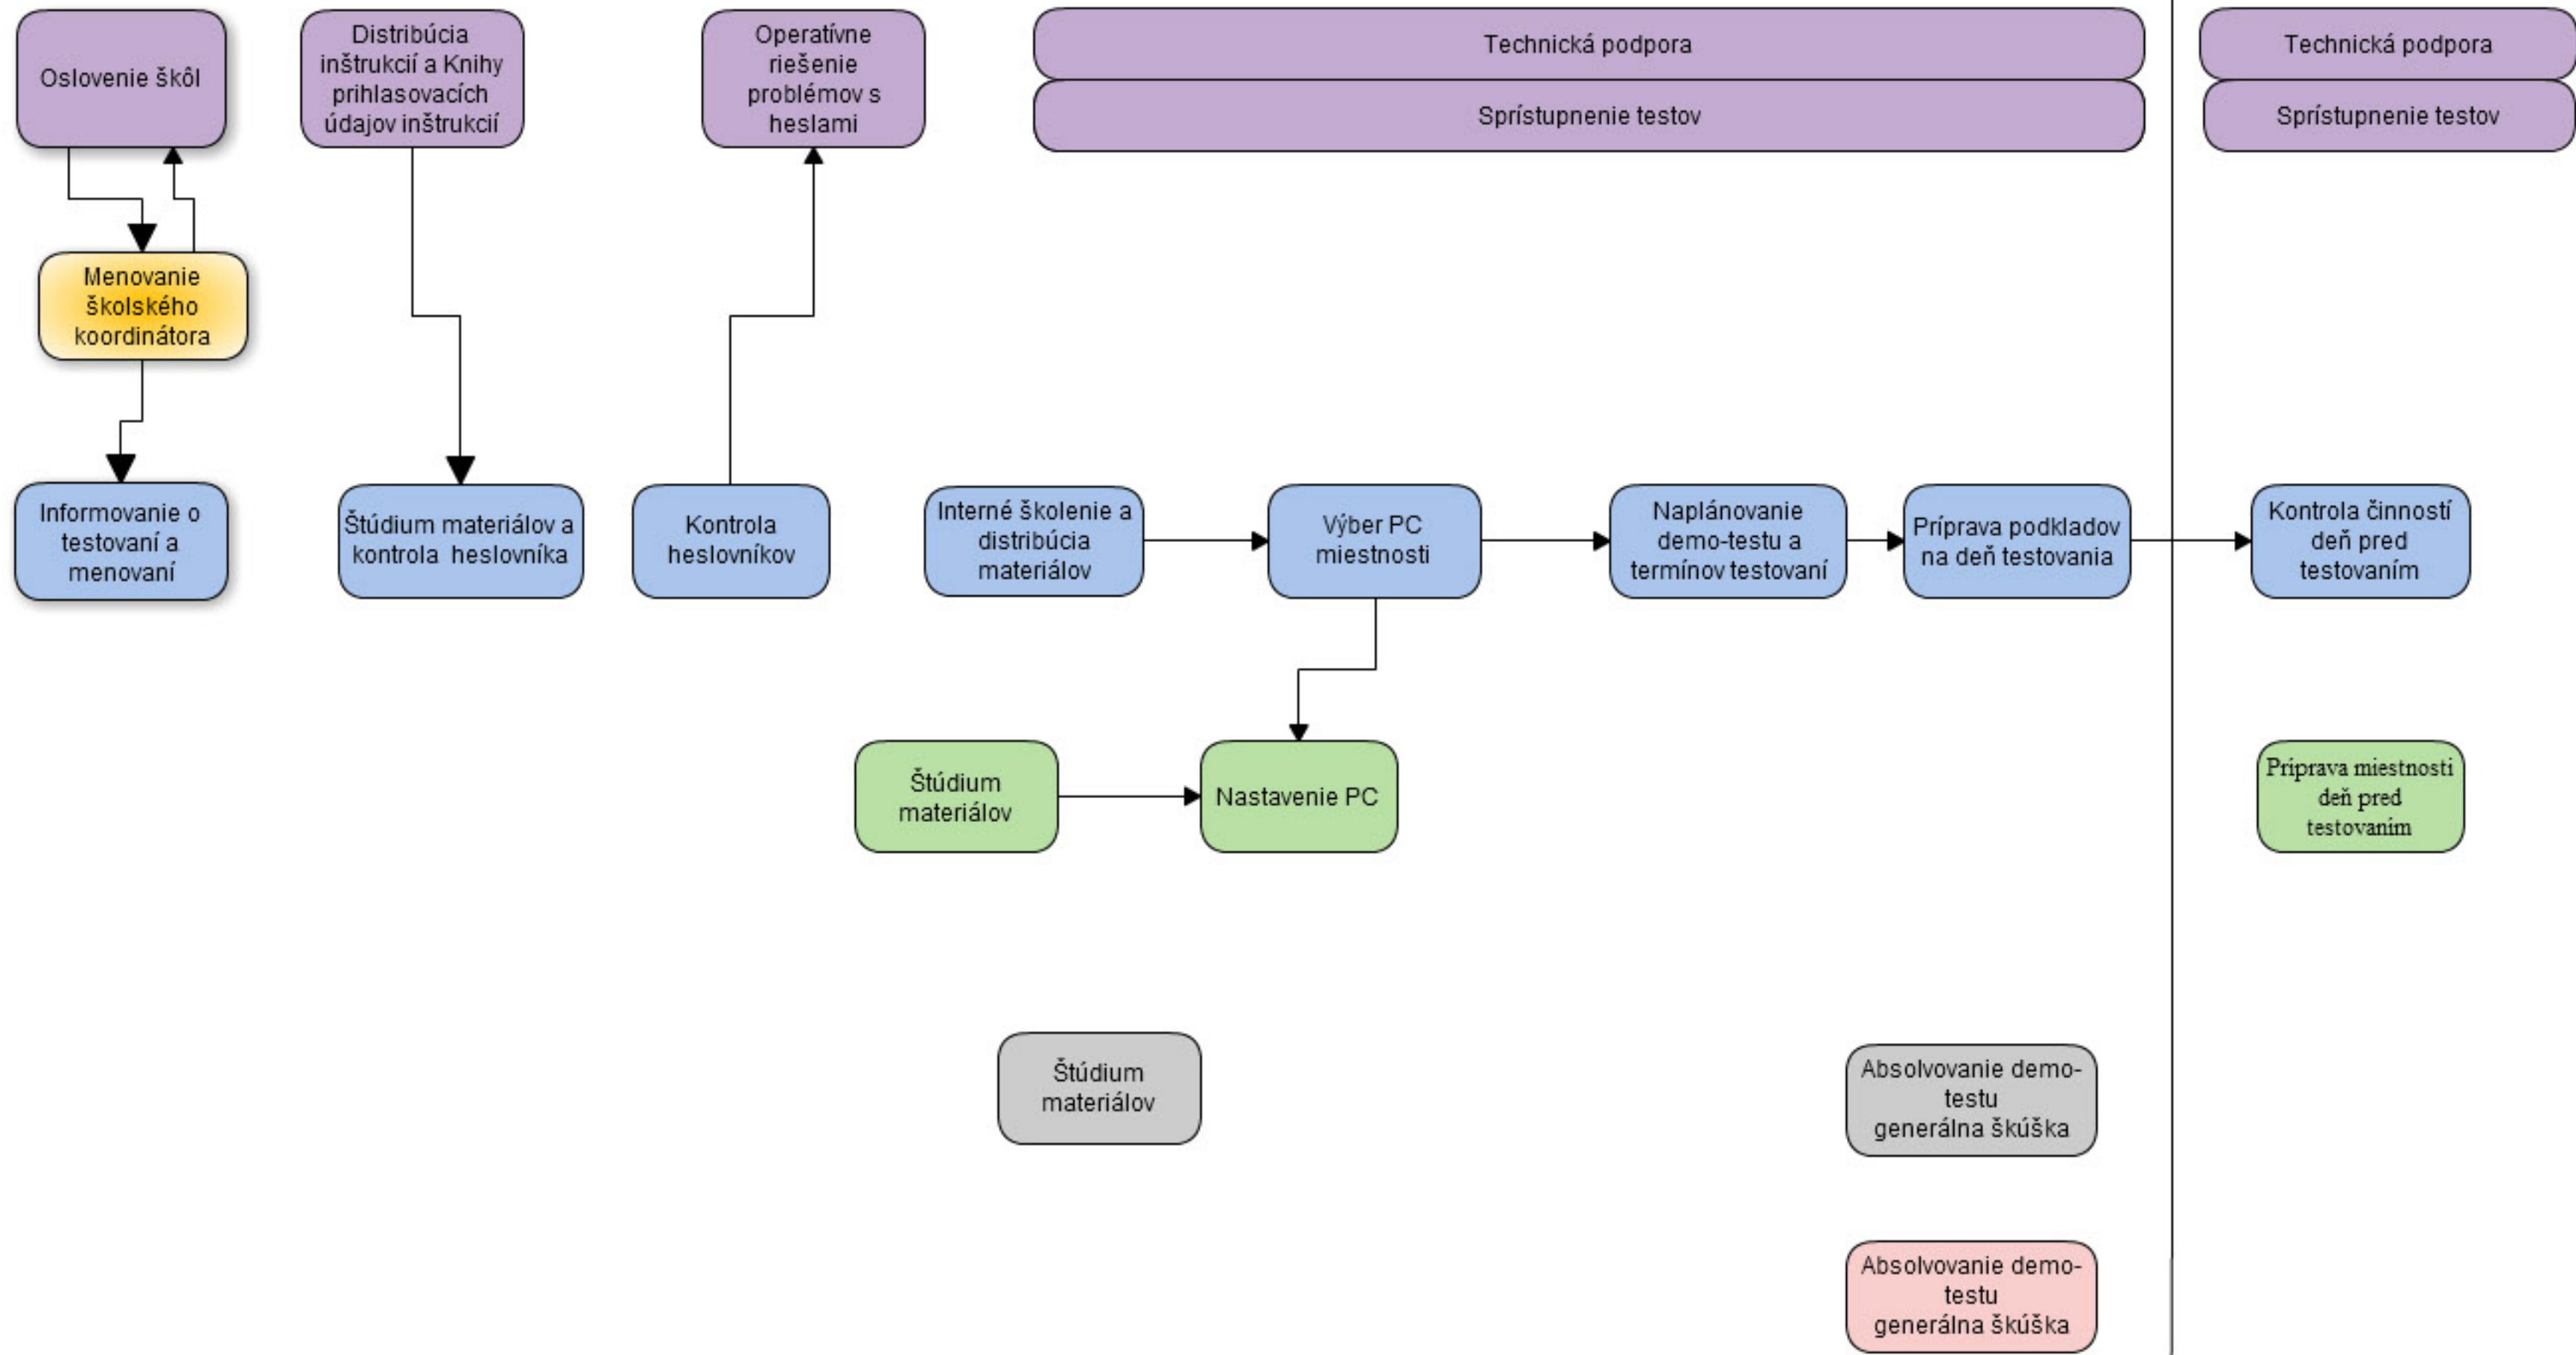 Oslovenie škôl
Distribúcia
inštrukcií a Knihy
prihlasovacích
údajov inštrukcií
Operatívne
riešenie
problémov s
heslami
Technická podpora
Sprístupnenie testov
Technická podpora
Sprístupnenie testov
Menovanie
školského
koordinátora
Informovanie o
testovaní a
menovaní
Štúdium materiálov a
kontrola heslovníka
Kontrola
heslovníkov
Interné školenie a
distribúcia
materiálov
Výber PC
miestnosti
Naplánovanie
demo-testu a
termínov testovaní
Príprava podkladov
na deň testovania
Kontrola činností
deň pred
testovaním
Štúdium
materiálov
Nastavenie PC
Príprava miestnosti
deň pred
testovaním
Štúdium
materiálov
Absolvovanie demo-
testu
generálna škúška
Absolvovanie demo-
testu
generálna škúška